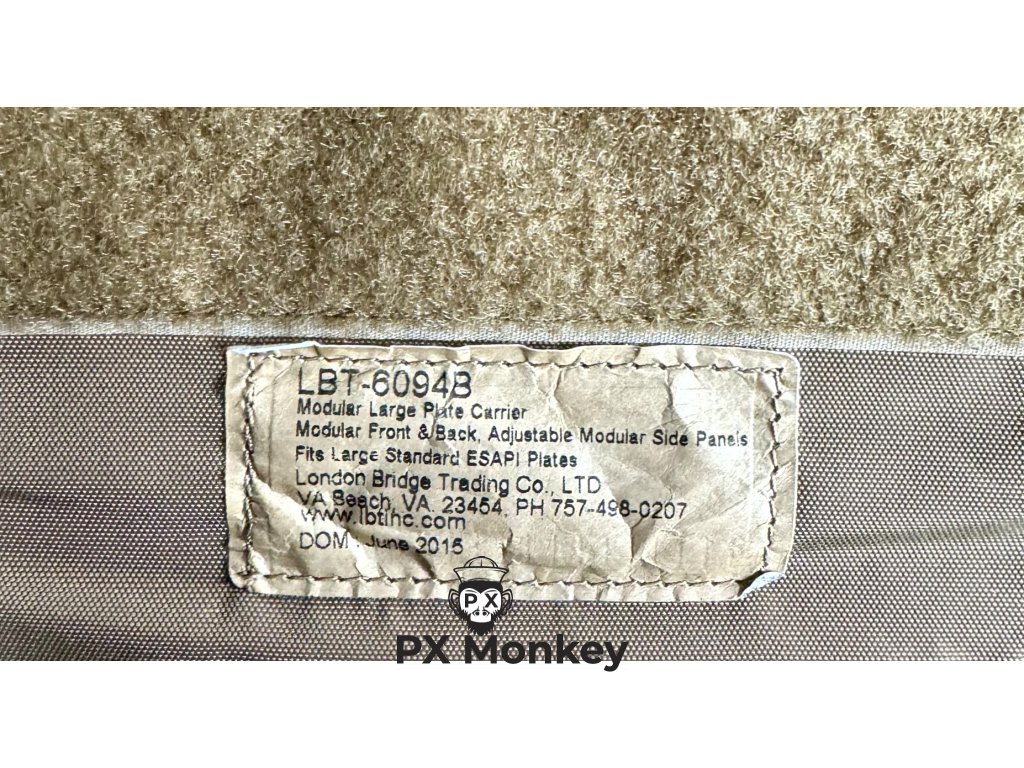 LBT-6094B
Modular Large Plate Carrier
Modular Front & Back, Adjustable Modular Side Panels
Fits Large Standard ESAPI Plates
London Bridge Trading Co., LTD
VA Beach, VA. 23454, PH 757-498-0207
www.lbtinc.com
DOM: June 2015
PX
PX Monkey